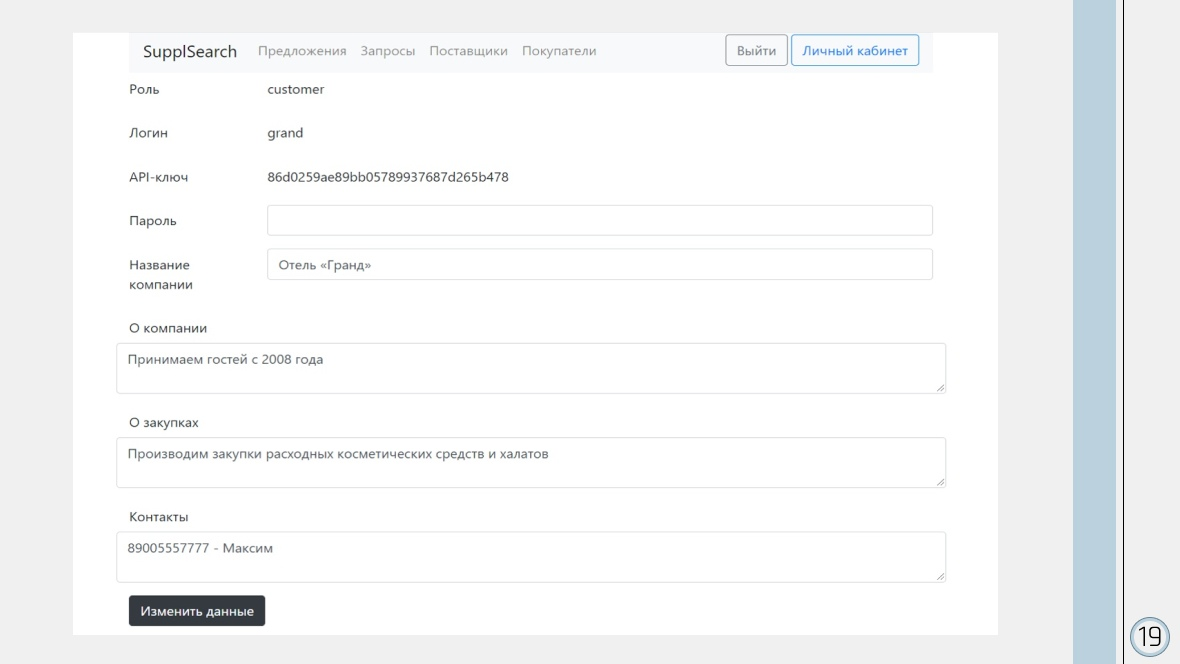 SupplSearch Предложения Запросы Поставщики Покупатели Выйти Личный кабинет
Роль customer
Логин grand
API-ключ 86d0259ae89bb05789937687d265b478
Пароль
Название
компании
Отель «Гранд»
О компании
Принимаем гостей с 2008 года
О закупках
Производим закупки расходных косметических средств и халатов
Контакты
89005557777 - Максим
Изменить данные
19